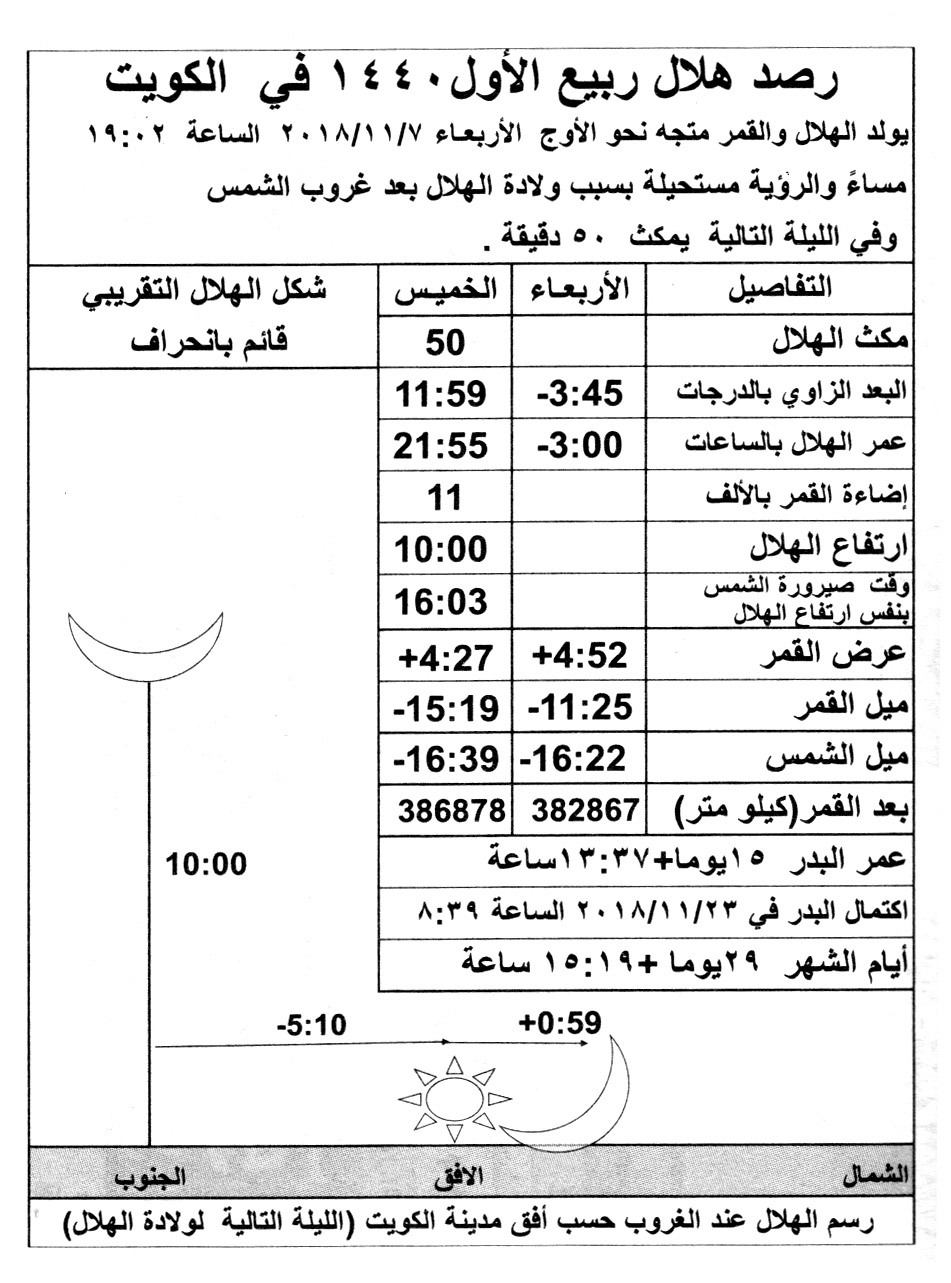 رصد هلال ربيع الأول ١٤٤٠ في الكويت
يولد الهلال والقمر متجه نحو الأوج الأربعاء ٢٠١٨/١١/٧ الساعة ١٩:٠٢
مساءً والرؤية مستحيلة بسبب ولادة الهلال بعد غروب الشمس
وفي الليلة التالية يمكث ٥٠ دقيقة .
التفاصيل الأربعاء الخميس شكل الهلال التقريبي
مكث الهلال 50 قائم بانحراف
البعد الزاوي بالدرجات -3:45 11:59
عمر الهلال بالساعات -3:00 21:55
إضاءة القمر بالألف 11
ارتفاع الهلال 10:00
وقت صيرورة الشمس
بنفس ارتفاع الهلال 16:03
عرض القمر +4:52 +4:27
ميل القمر -11:25 -15:19
ميل الشمس -16:22 -16:39
بعد القمر(كيلو متر) 382867 386878
عمر البدر ١٥يوما+١٣:٣٧ساعة
اكتمال البدر في ٢٠١٨/١١/٢٣ الساعة ٨:٣٩
أيام الشهر ٢٩يوما +١٥:١٩ ساعة
10:00
+0:59 -5:10
الشمال الافق الجنوب
رسم الهلال عند الغروب حسب أفق مدينة الكويت (الليلة التالية لولادة الهلال)